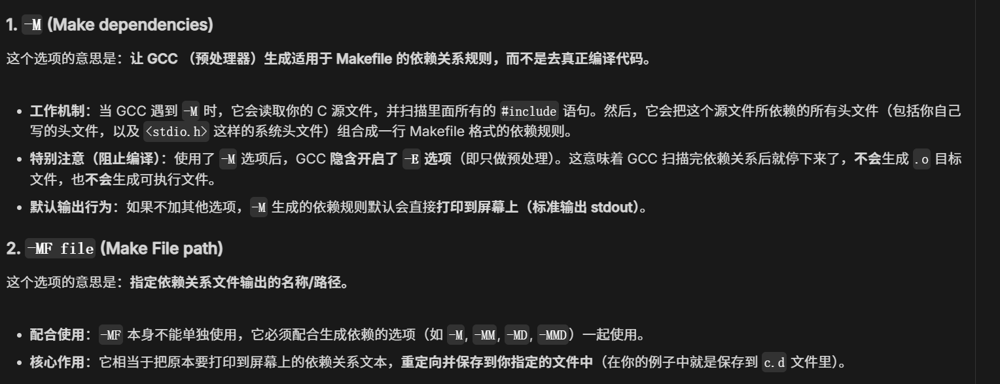 1. -M (Make dependencies)
这个选项的意思是：让 GCC （预处理器）生成适用于 Makefile 的依赖关系规则，而不是去真正编译代码。
• 工作机制：当 GCC 遇到 -M 时，它会读取你的 C 源文件，并扫描里面所有的 #include 语句。然后，它会把这个源文件所依赖的所有头文件（包括你自己
写的头文件，以及 <stdio.h> 这样的系统头文件）组合成一行 Makefile 格式的依赖规则。
• 特别注意（阻止编译）：使用了 -M 选项后，GCC 隐含开启了 -E 选项（即只做预处理）。这意味着 GCC 扫描完依赖关系后就停下来了，不会生成 .o 目标
文件，也不会生成可执行文件。
• 默认输出行为：如果不加其他选项，-M 生成的依赖规则默认会直接打印到屏幕上（标准输出 stdout）。
2. -MF file (Make File path)
这个选项的意思是：指定依赖关系文件输出的名称/路径。
• 配合使用：-MF 本身不能单独使用，它必须配合生成依赖的选项（如 -M, -MM, -MD, -MMD）一起使用。
• 核心作用：它相当于把原本要打印到屏幕上的依赖关系文本，重定向并保存到你指定的文件中（在你的例子中就是保存到 c.d 文件里）。